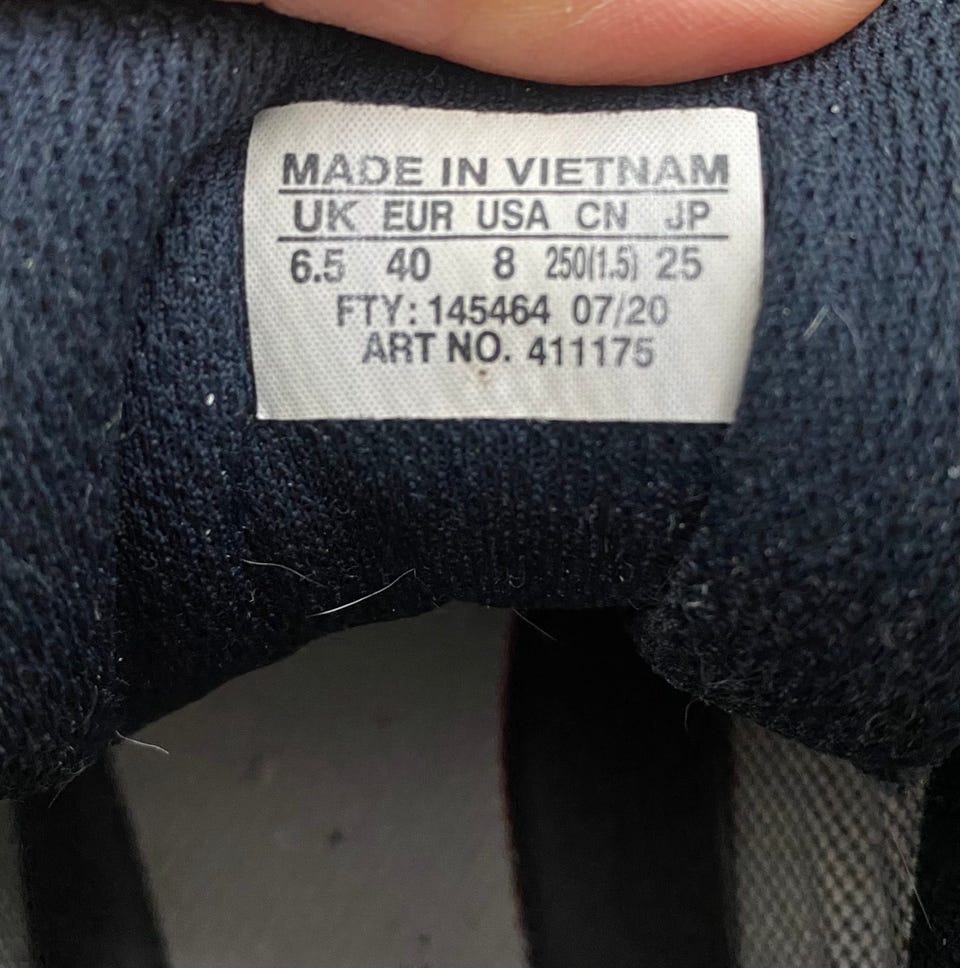 MADE IN VIETNAM
UK EUR USA CN JP
6.5 40 8 250(1.5) 25
FTY: 145464 07/20
ART NO. 411175